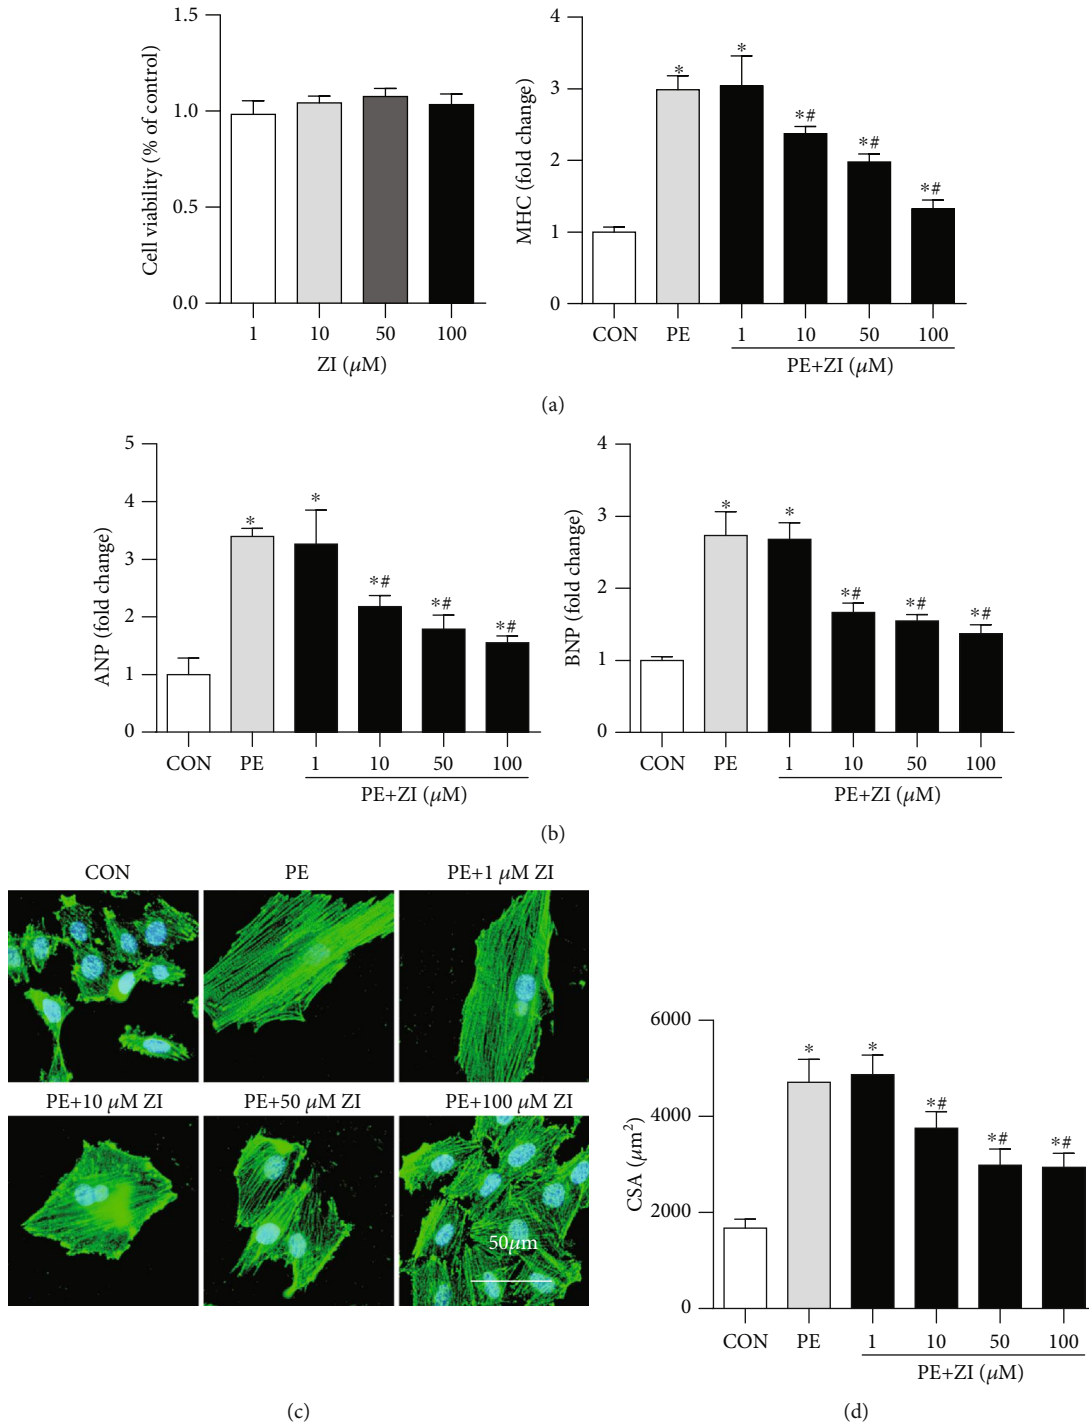 1.5
1.0
0.5
0.0
Cell viability (% of control)
1 10 50 100
ZI (μM)
4
3
2
1
0
MHC (fold change)
* * *# *# *#
CON PE 1 10 50 100
PE+ZI (μM)
(a)
5
4
3
2
1
0
ANP (fold change)
* * *# *# *#
CON PE 1 10 50 100
PE+ZI (μM)
4
3
2
1
0
BNP (fold change)
* * *# *# *#
CON PE 1 10 50 100
PE+ZI (μM)
(b)
CON PE PE+1 μM ZI
PE+10 μM ZI PE+50 μM ZI PE+100 μM ZI
50μm
(c)
6000
4000
2000
0
CSA (μm²)
* * *# *# *#
CON PE 1 10 50 100
PE+ZI (μM)
(d)